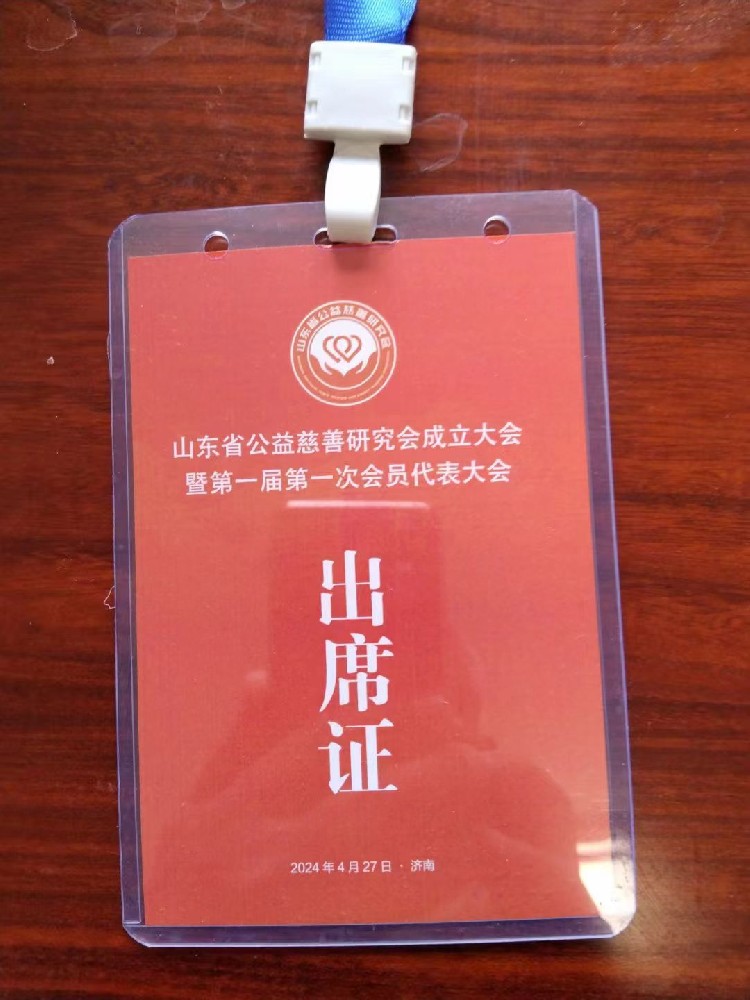 山东省公益慈善研究会
山东省公益慈善研究会成立大会
暨第一届第一次会员代表大会
出席证
2024年4月27日 · 济南